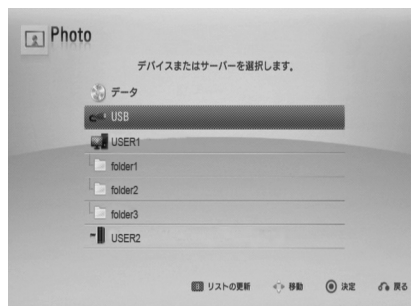 Photo
デバイスまたはサーバーを選択します。
データ
USB
USER1
folder1
folder2
folder3
USER2
リストの更新 移動 決定 戻る